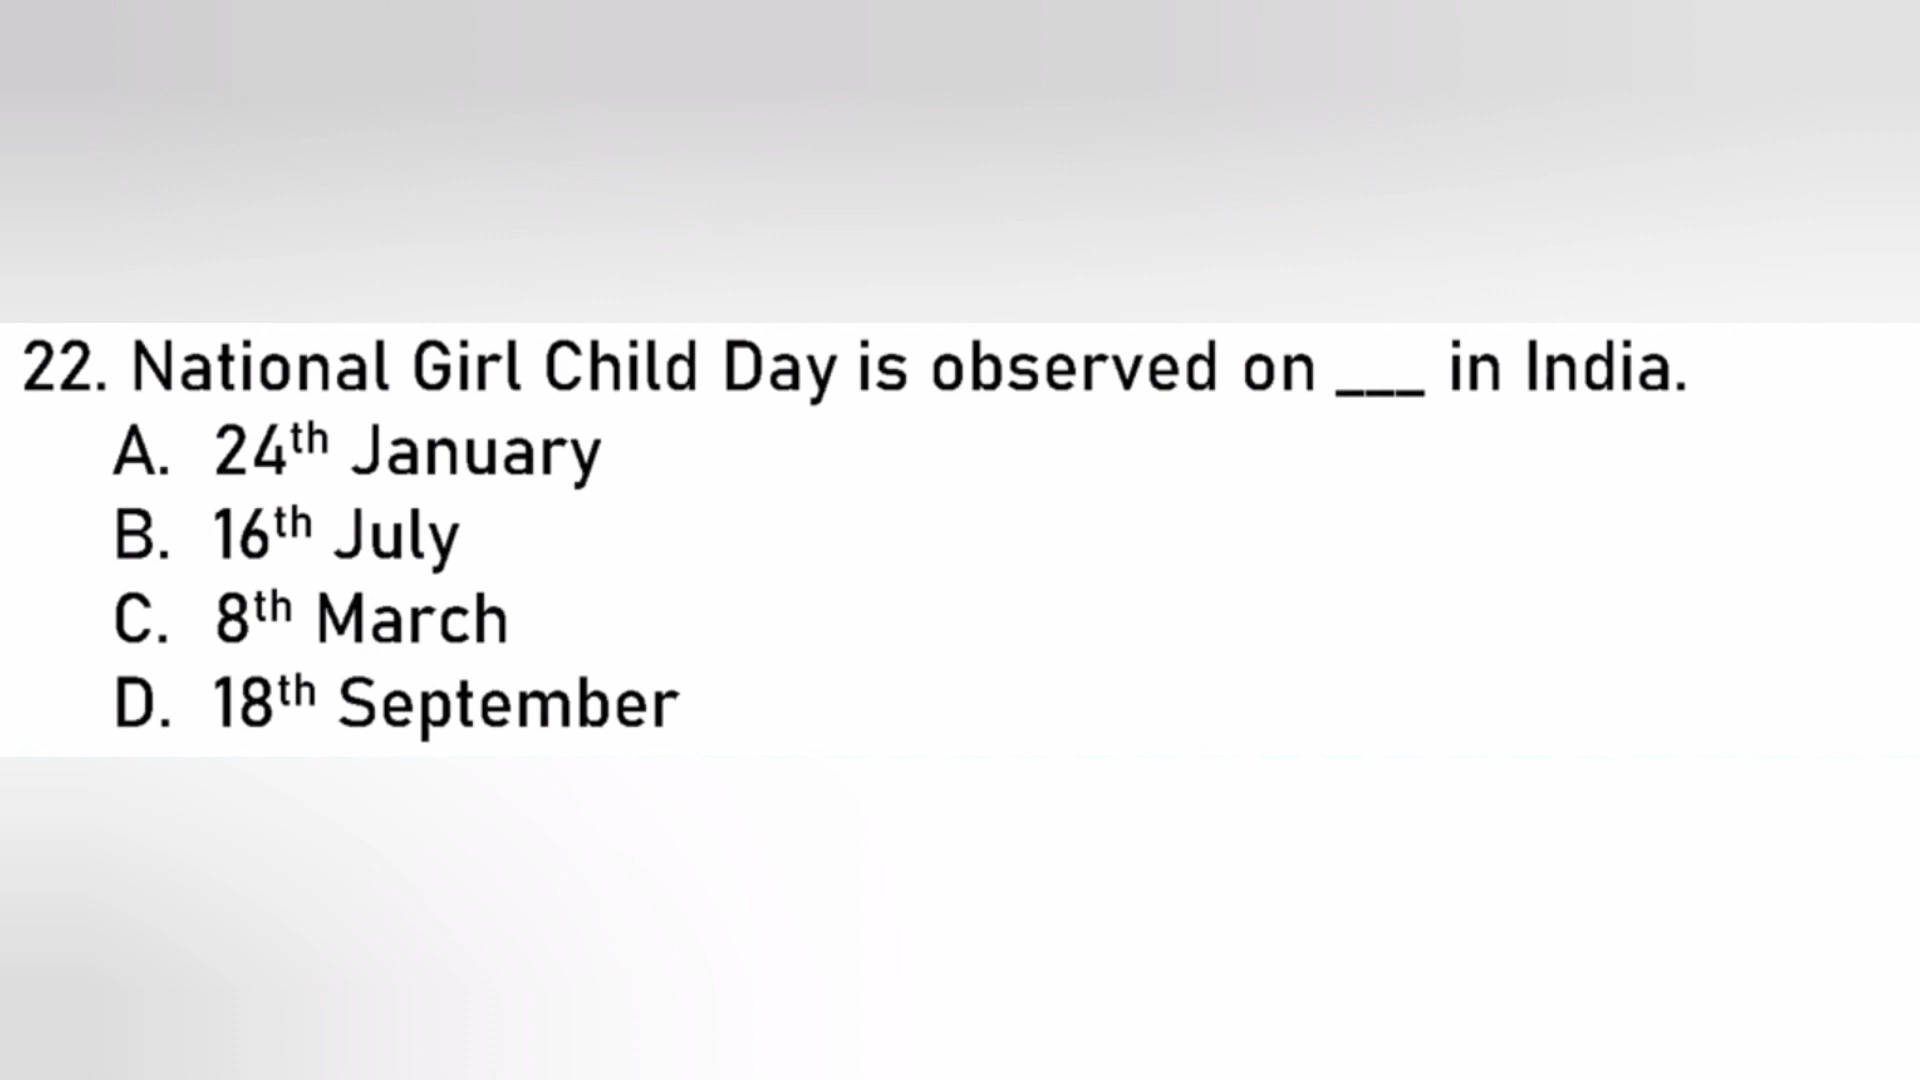 22. National Girl Child Day is observed on ___ in India.
A. 24th January
B. 16th July
C. 8th March
D. 18th September